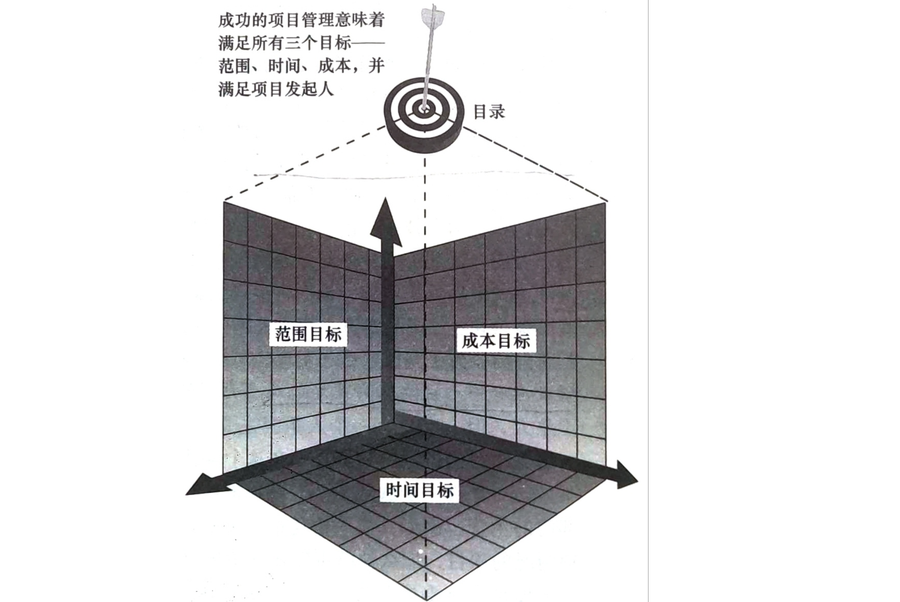 成功的项目管理意味着
满足所有三个目标——
范围、时间、成本，并
满足项目发起人
目录
范围目标
成本目标
时间目标